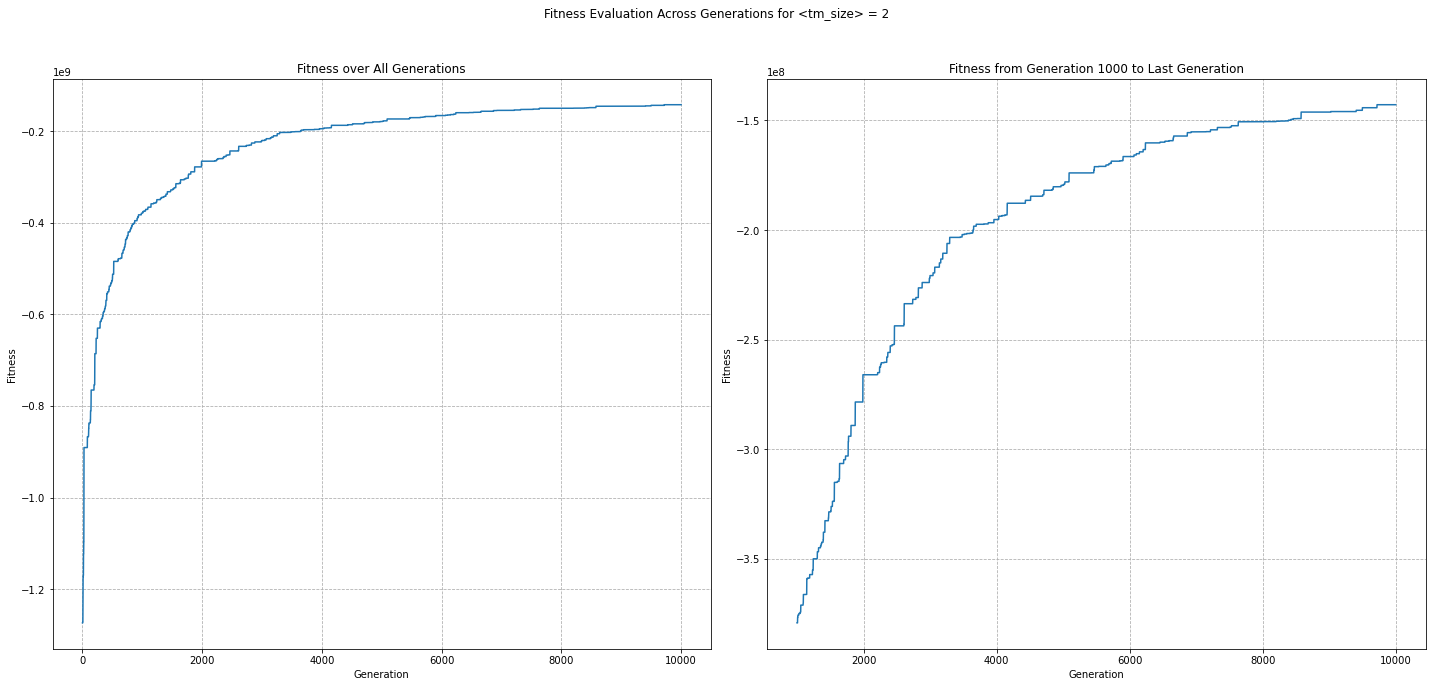 Fitness Evaluation Across Generations for <tm_size> = 2
Fitness over All Generations
1e9
−0.2
−0.4
−0.6
−0.8
−1.0
−1.2
Fitness
0
2000
4000
6000
8000
10000
Generation
Fitness from Generation 1000 to Last Generation
1e8
−1.5
−2.0
−2.5
−3.0
−3.5
Fitness
2000
4000
6000
8000
10000
Generation